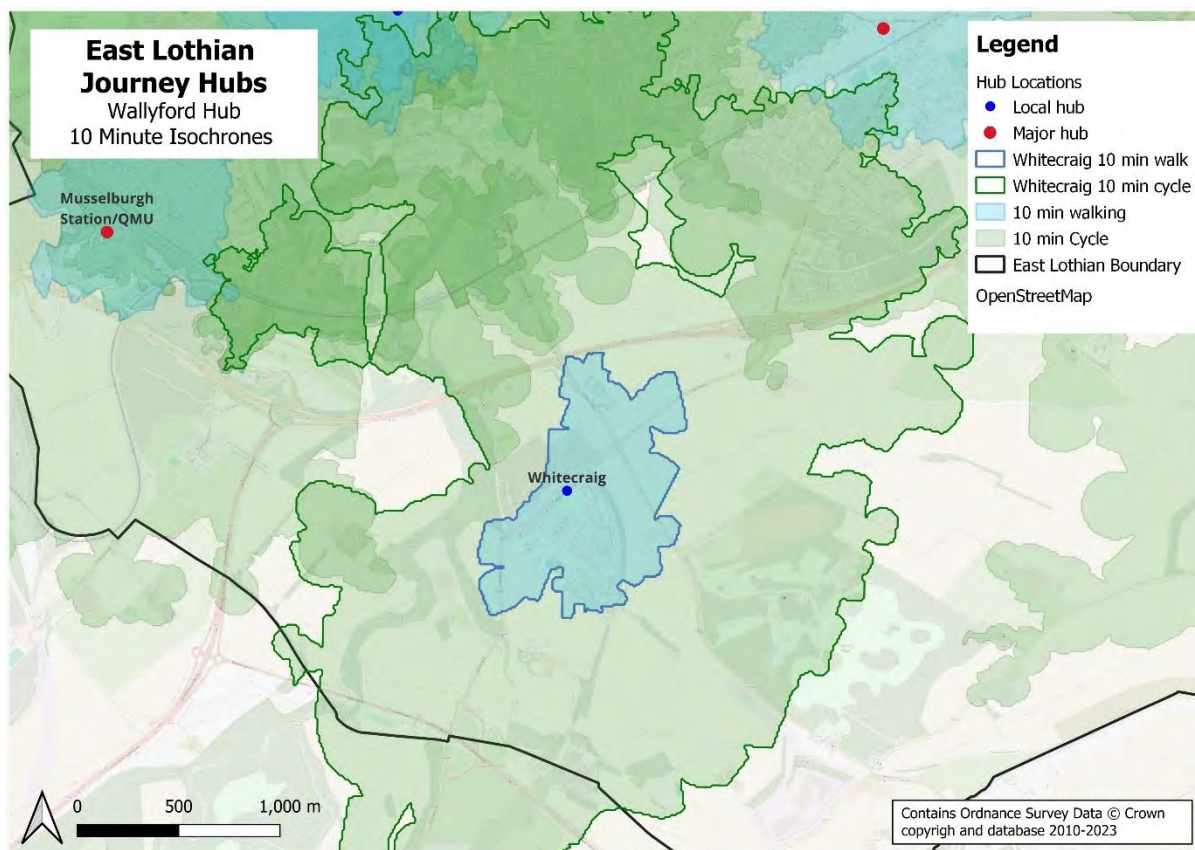 East Lothian
Journey Hubs
Wallyford Hub
10 Minute Isochrones
Legend
Hub Locations
Local hub
Major hub
Whitecraig 10 min walk
Whitecraig 10 min cycle
10 min walking
10 min Cycle
East Lothian Boundary
OpenStreetMap
Musselburgh
Station/QMU
Whitecraig
0 500 1,000 m
Contains Ordnance Survey Data © Crown
copyrigh and database 2010-2023